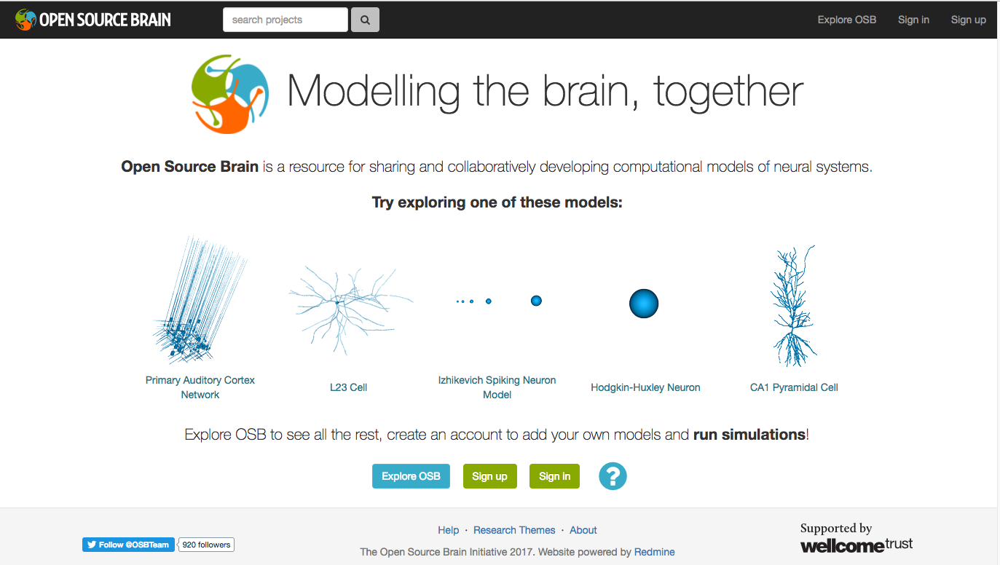 OPEN SOURCE BRAIN
search projects
Explore OSB
Sign in
Sign up
Modelling the brain, together
Open Source Brain is a resource for sharing and collaboratively developing computational models of neural systems.
Try exploring one of these models:
Primary Auditory Cortex
Network
L23 Cell
Izhikevich Spiking Neuron
Model
Hodgkin-Huxley Neuron
CA1 Pyramidal Cell
Explore OSB to see all the rest, create an account to add your own models and run simulations!
Explore OSB
Sign up
Sign in
?
Follow @OSBTeam
920 followers
Help · Research Themes · About
The Open Source Brain Initiative 2017. Website powered by Redmine
Supported by
wellcometrust